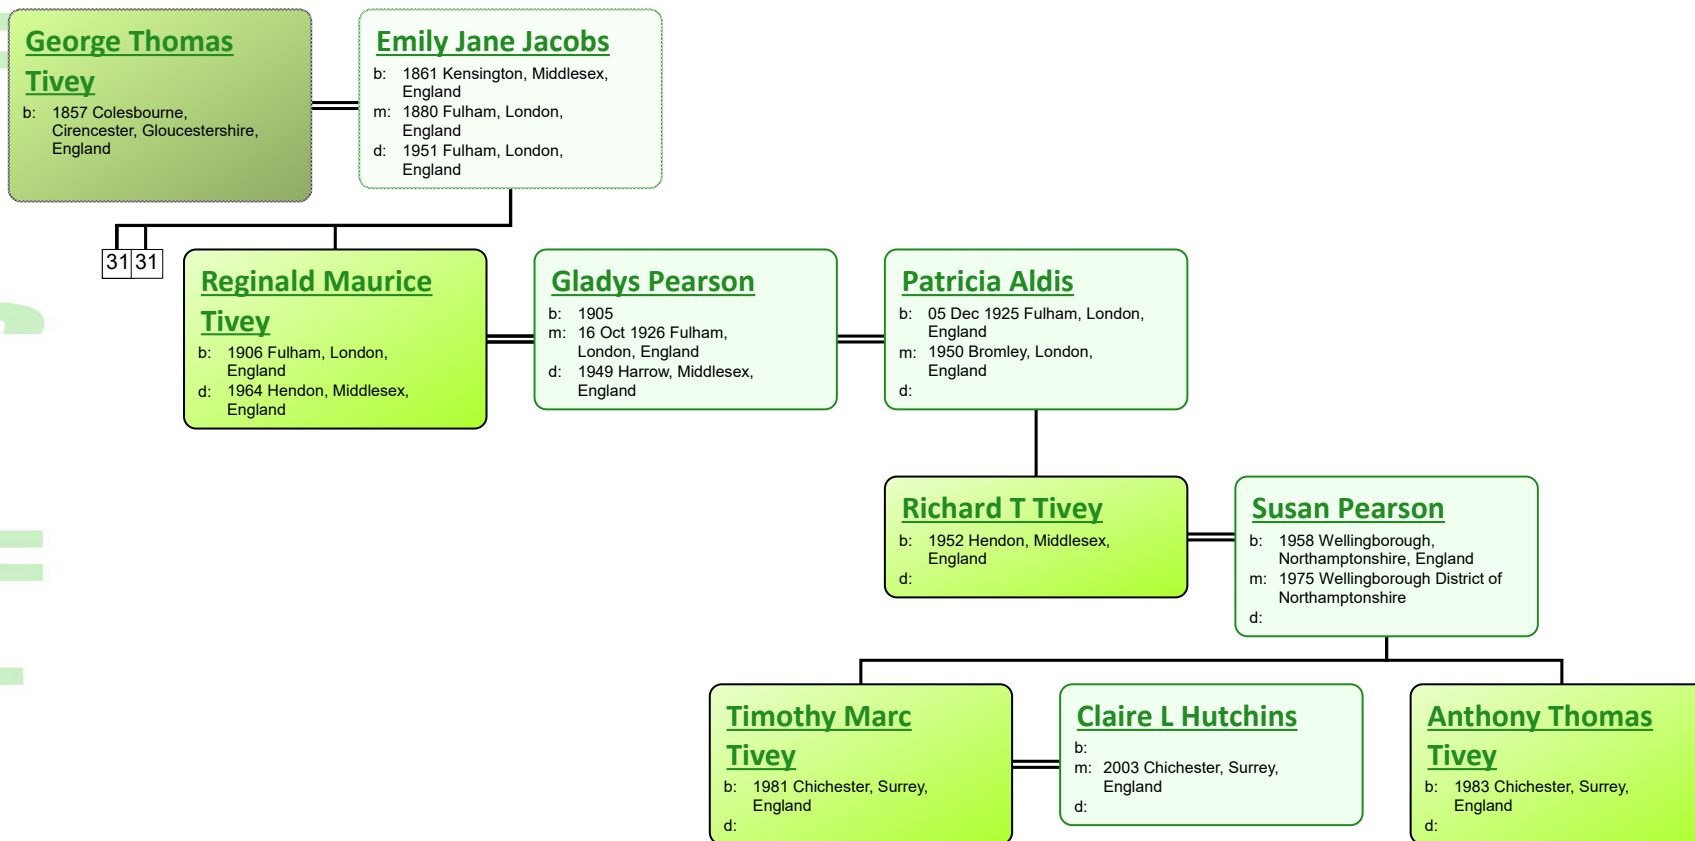 George Thomas
Tivey
b: 1857 Colesbourne,
Cirencester, Gloucestershire,
England
Emily Jane Jacobs
b: 1861 Kensington, Middlesex,
England
m: 1880 Fulham, London,
England
d: 1951 Fulham, London,
England
31 31
Reginald Maurice
Tivey
b: 1906 Fulham, London,
England
d: 1964 Hendon, Middlesex,
England
Gladys Pearson
b: 1905
m: 16 Oct 1926 Fulham,
London, England
d: 1949 Harrow, Middlesex,
England
Patricia Aldis
b: 05 Dec 1925 Fulham, London,
England
m: 1950 Bromley, London,
England
d:
Richard T Tivey
b: 1952 Hendon, Middlesex,
England
d:
Susan Pearson
b: 1958 Wellingborough,
Northamptonshire, England
m: 1975 Wellingborough District of
Northamptonshire
d:
Timothy Marc
Tivey
b: 1981 Chichester, Surrey,
England
d:
Claire L Hutchins
b:
m: 2003 Chichester, Surrey,
England
d:
Anthony Thomas
Tivey
b: 1983 Chichester, Surrey,
England
d: